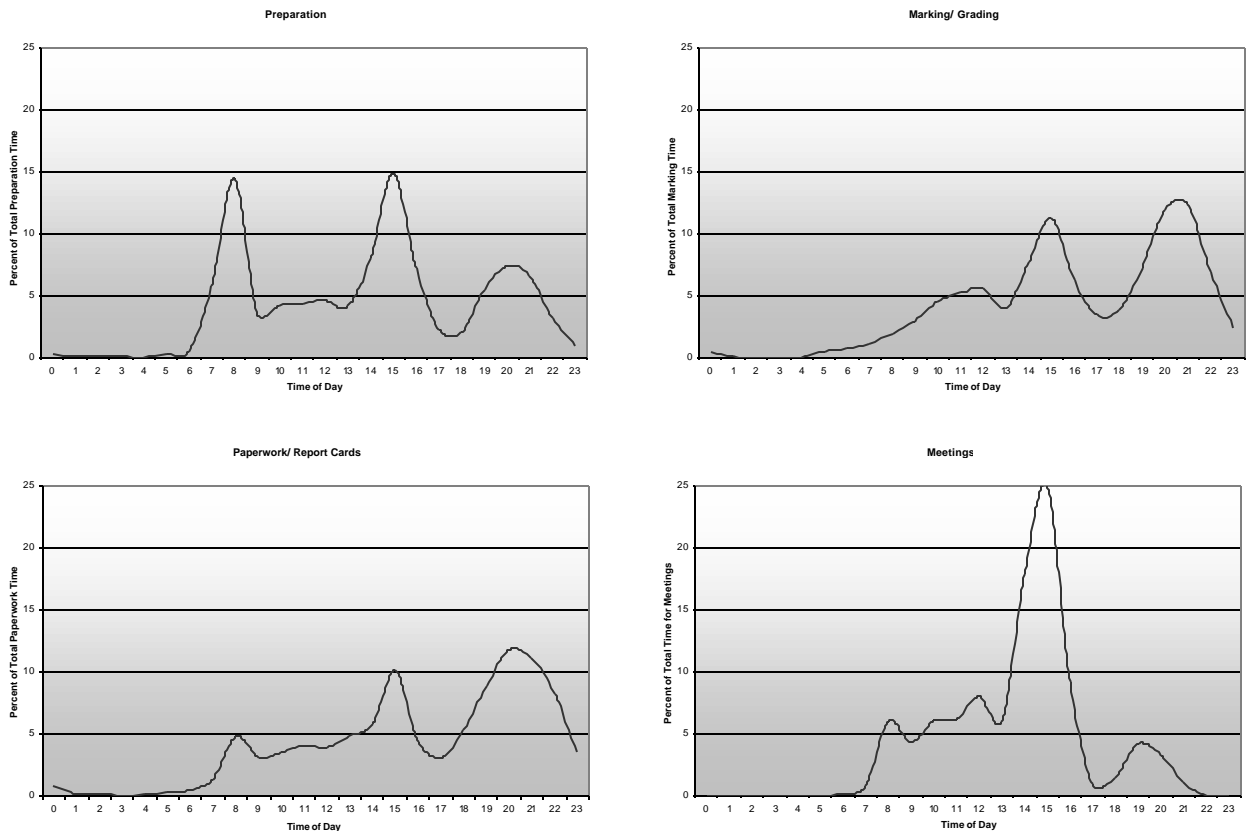 Preparation
Percent of Total Preparation Time
25
20
15
10
5
0
0 1 2 3 4 5 6 7 8 9 10 11 12 13 14 15 16 17 18 19 20 21 22 23
Time of Day
Marking/ Grading
Percent of Total Marking Time
25
20
15
10
5
0
0 1 2 3 4 5 6 7 8 9 10 11 12 13 14 15 16 17 18 19 20 21 22 23
Time of Day
Paperwork/ Report Cards
Percent of Total Paperwork Time
25
20
15
10
5
0
0 1 2 3 4 5 6 7 8 9 10 11 12 13 14 15 16 17 18 19 20 21 22 23
Time of Day
Meetings
Percent of Total Time for Meetings
25
20
15
10
5
0
0 1 2 3 4 5 6 7 8 9 10 11 12 13 14 15 16 17 18 19 20 21 22 23
Time of Day